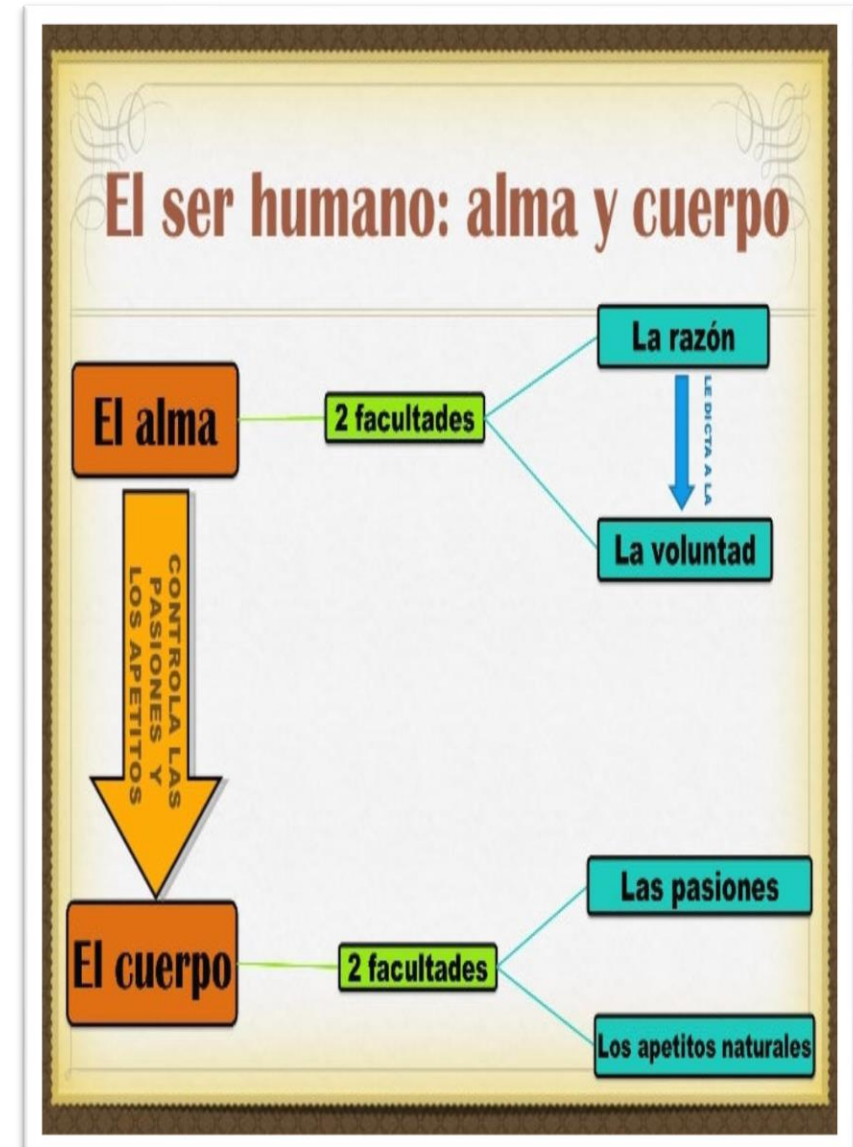 El ser humano: alma y cuerpo
El alma
2 facultades
La razón
LE DICTA A LA
La voluntad
CONTROLA LAS
PASIONES Y
LOS APETITOS
El cuerpo
2 facultades
Las pasiones
Los apetitos naturales